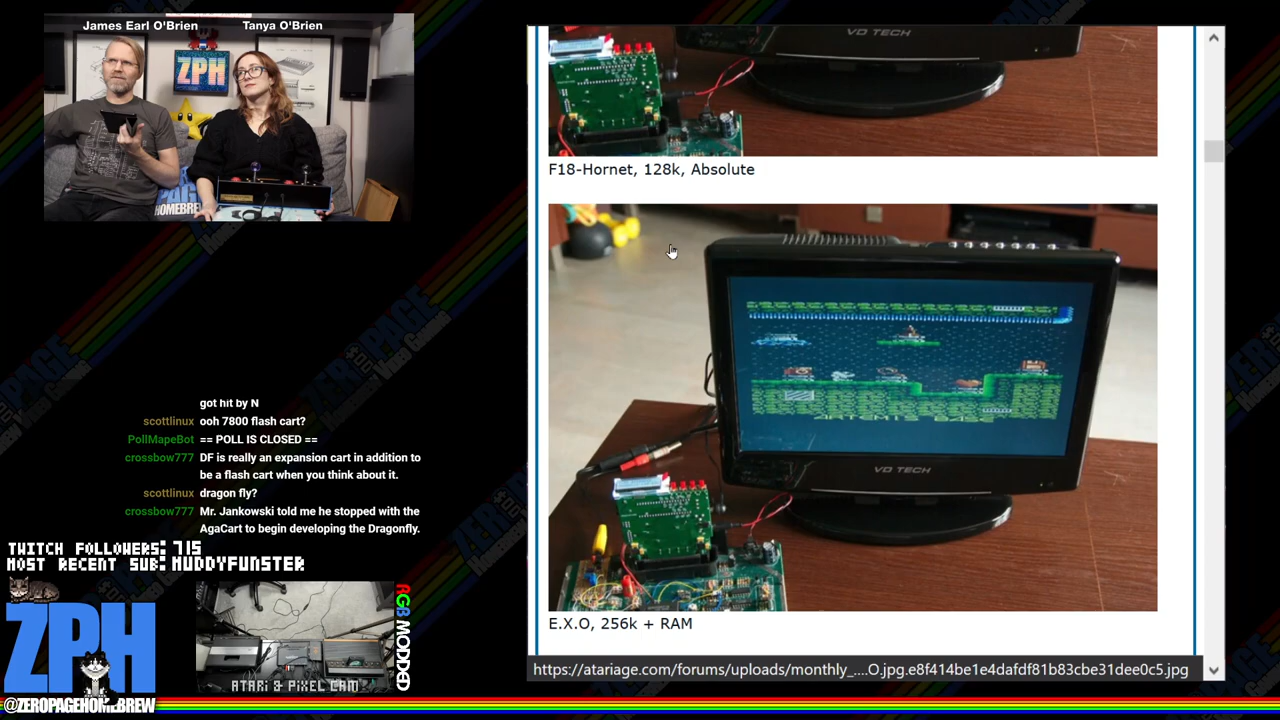 James Earl O'Brien
Tanya O'Brien
ZPH
ZPH
HOMEBREW
VD TECH
F18-Hornet, 128k, Absolute
ARTEMIS BASE
VD TECH
E.X.O, 256k + RAM
https://atariage.com/forums/uploads/monthly_....O.jpg.e8f414be1e4dafdf81b83cbe31dee0c5.jpg
got hit by N
scottlinux ooh 7800 flash cart?
PollMapeBot == POLL IS CLOSED ==
crossbow777 DF is really an expansion cart in addition to
be a flash cart when you think about it.
scottlinux dragon fly?
crossbow777 Mr. Jankowski told me he stopped with the
AgaCart to begin developing the Dragonfly.
TWITCH FOLLOWERS: 715
MOST RECENT SUB: MUDDYFUNSTER
ZPH
@ZEROPAGEHOMEBREW
RGB MODDED
ATARI & PIXEL CAM